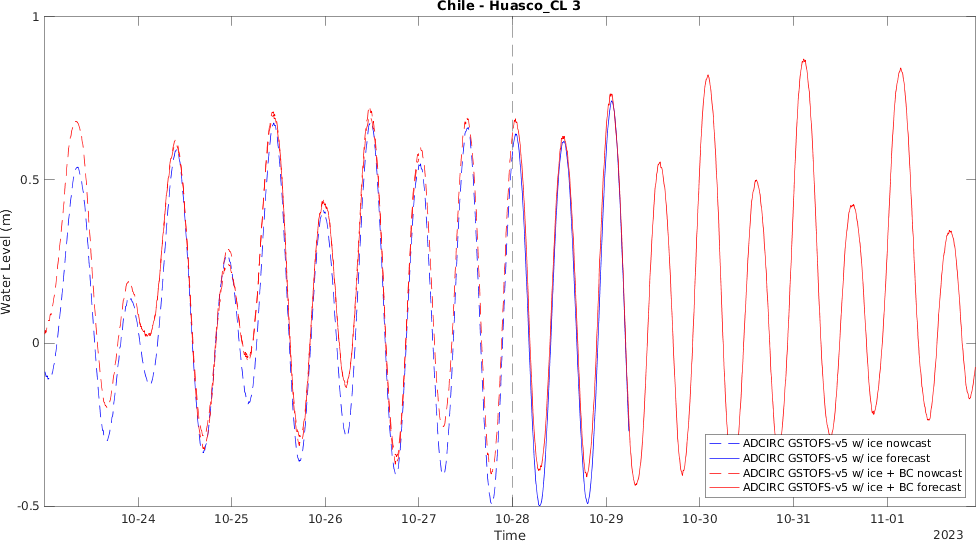 Chile - Huasco_CL 3
1
0.5
0
-0.5
Water Level (m)
10-24
10-25
10-26
10-27
10-28
10-29
10-30
10-31
11-01
Time
2023
ADCIRC GSTOFS-v5 w/ ice nowcast
ADCIRC GSTOFS-v5 w/ ice forecast
ADCIRC GSTOFS-v5 w/ ice + BC nowcast
ADCIRC GSTOFS-v5 w/ ice + BC forecast